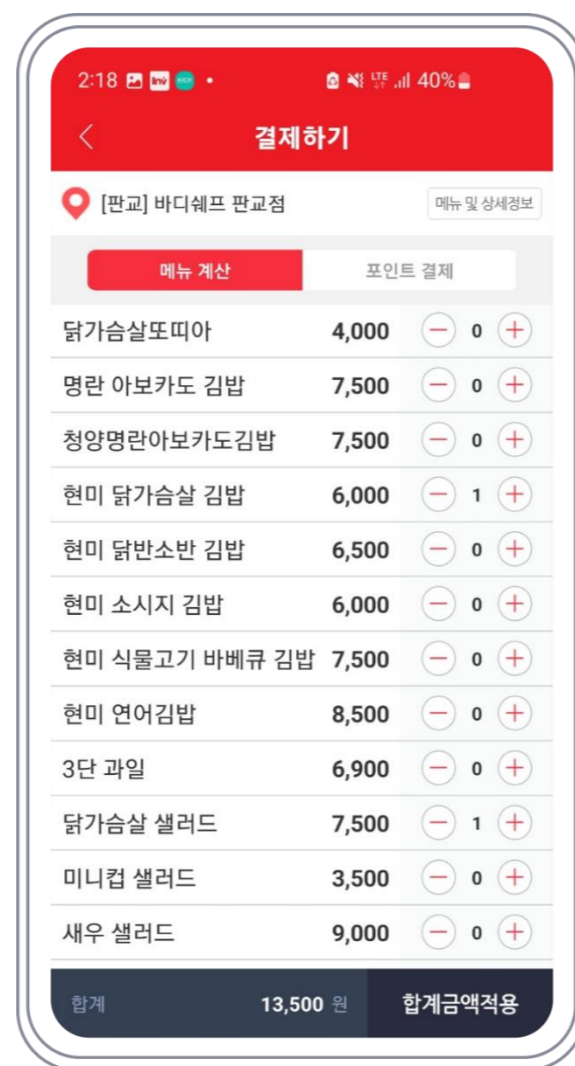 2:18 LTE 40%
결제하기
[판교] 바디쉐프 판교점 메뉴 및 상세정보
메뉴 계산 포인트 결제
닭가슴살또띠아 4,000 0
명란 아보카도 김밥 7,500 0
청양명란아보카도김밥 7,500 0
현미 닭가슴살 김밥 6,000 1
현미 닭반소반 김밥 6,500 0
현미 소시지 김밥 6,000 0
현미 식물고기 바베큐 김밥 7,500 0
현미 연어김밥 8,500 0
3단 과일 6,900 0
닭가슴살 샐러드 7,500 1
미니컵 샐러드 3,500 0
새우 샐러드 9,000 0
합계 13,500 원 합계금액적용